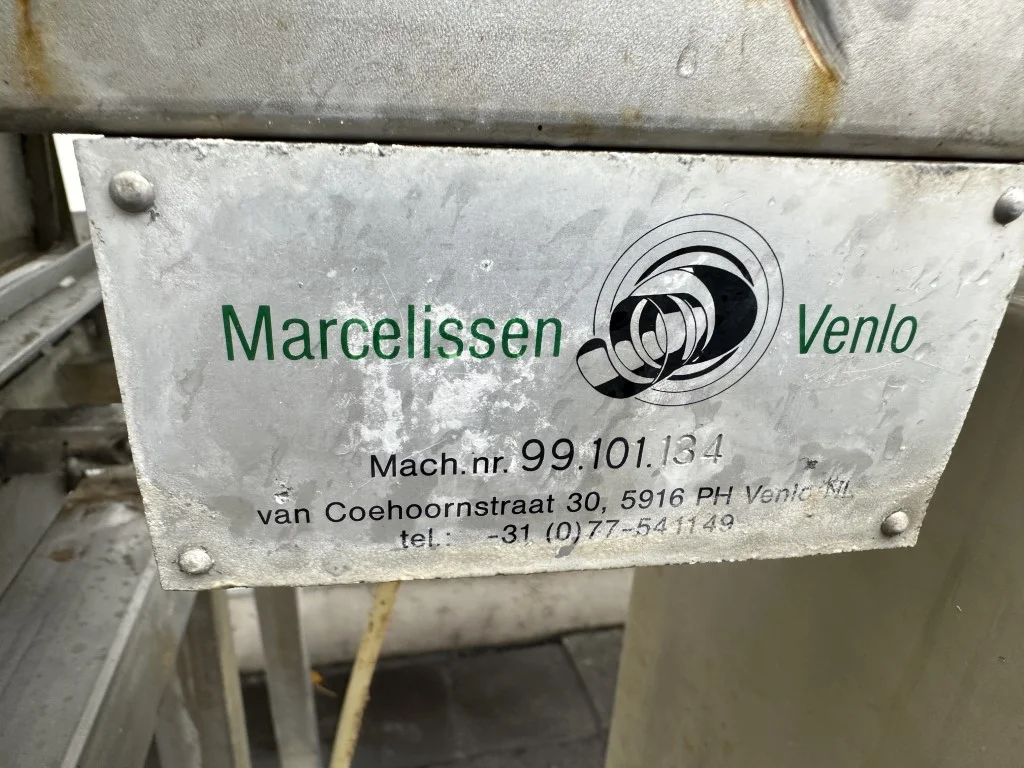 Marcelissen Venlo
Mach.nr. 99.101.134
van Coehoornstraat 30, 5916 PH Venlo NL
tel.: -31 (0)77-541149